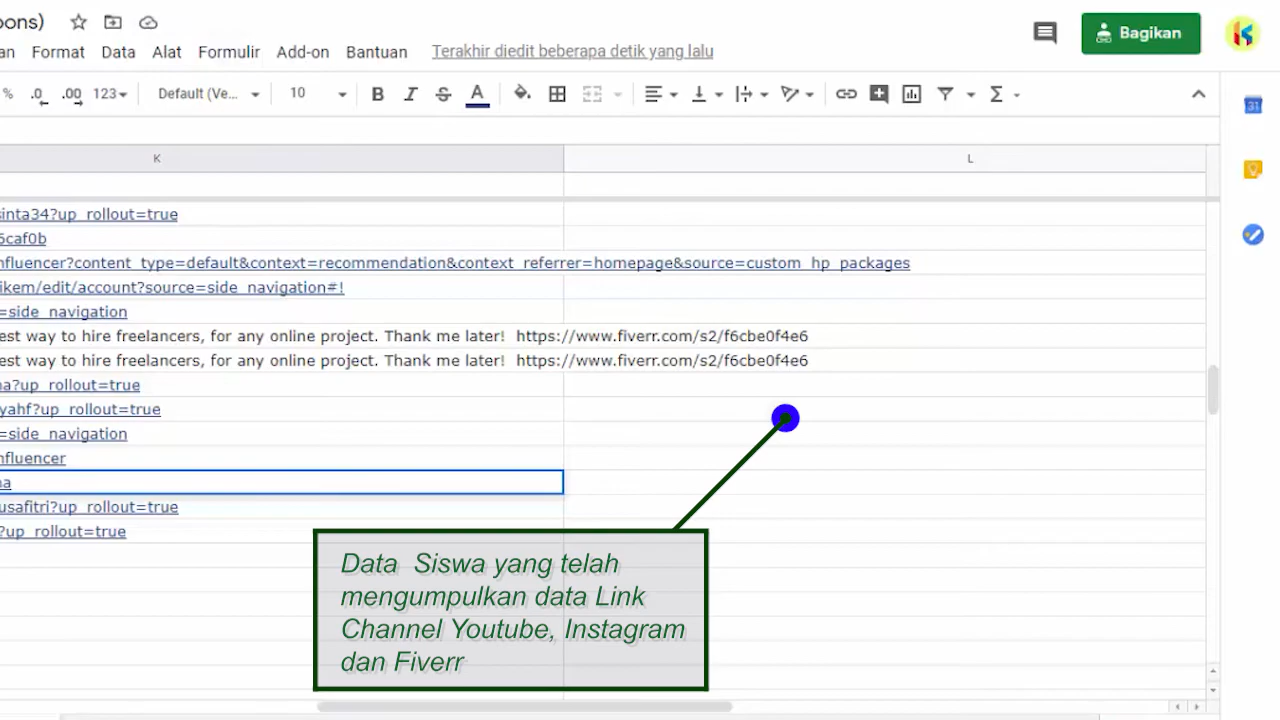 oons)
an Format Data Alat Formulir Add-on Bantuan Terakhir diedit beberapa detik yang lalu
Bagikan
% .0 .00 123 Default (Ve... 10 B I S A
31
K L
sinta34?up_rollout=true
5caf0b
nfluencer?content_type=default&context=recommendation&context_referrer=homepage&source=custom_hp_packages
ikem/edit/account?source=side_navigation#!
=side_navigation
est way to hire freelancers, for any online project. Thank me later! https://www.fiverr.com/s2/f6cbe0f4e6
est way to hire freelancers, for any online project. Thank me later! https://www.fiverr.com/s2/f6cbe0f4e6
na?up_rollout=true
yahf?up_rollout=true
=side_navigation
nfluencer
na
usafitri?up_rollout=true
?up_rollout=true
Data Siswa yang telah
mengumpulkan data Link
Channel Youtube, Instagram
dan Fiverr